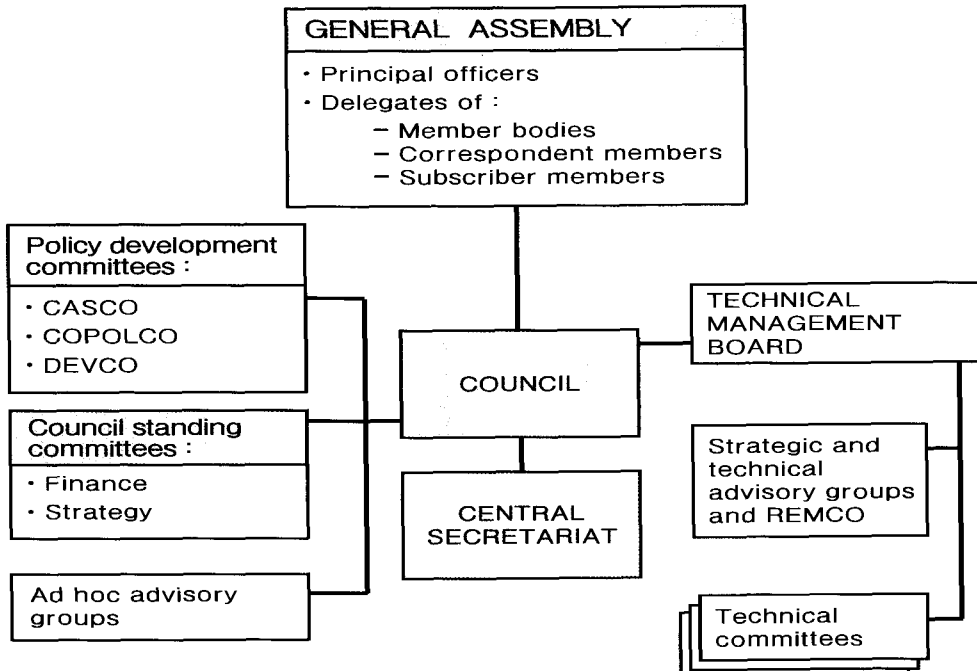 GENERAL ASSEMBLY
· Principal officers
· Delegates of :
– Member bodies
– Correspondent members
– Subscriber members
Policy development
committees :
· CASCO
· COPOLCO
· DEVCO
Council standing
committees :
· Finance
· Strategy
Ad hoc advisory
groups
COUNCIL
CENTRAL
SECRETARIAT
TECHNICAL
MANAGEMENT
BOARD
Strategic and
technical
advisory groups
and REMCO
Technical
committees